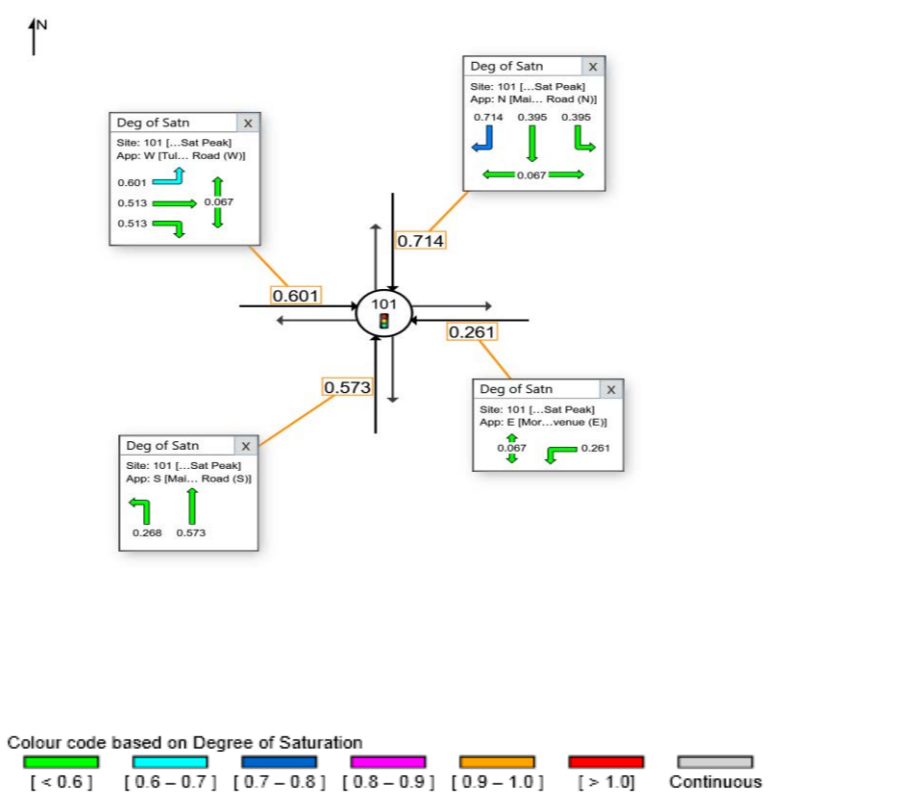 N
Deg of Satn X
Site: 101 [...Sat Peak]
App: N [Mai... Road (N)]
0.714 0.395 0.395
0.067
Deg of Satn X
Site: 101 [...Sat Peak]
App: W [Tul... Road (W)]
0.601
0.513 0.067
0.513
0.714
0.601
101
0.261
0.573
Deg of Satn X
Site: 101 [...Sat Peak]
App: E [Mor...venue (E)]
0.067 0.261
Deg of Satn X
Site: 101 [...Sat Peak]
App: S [Mai... Road (S)]
0.268 0.573
Colour code based on Degree of Saturation
[ < 0.6 ] [ 0.6 – 0.7 ] [ 0.7 – 0.8 ] [ 0.8 – 0.9 ] [ 0.9 – 1.0 ] [ > 1.0 ] Continuous